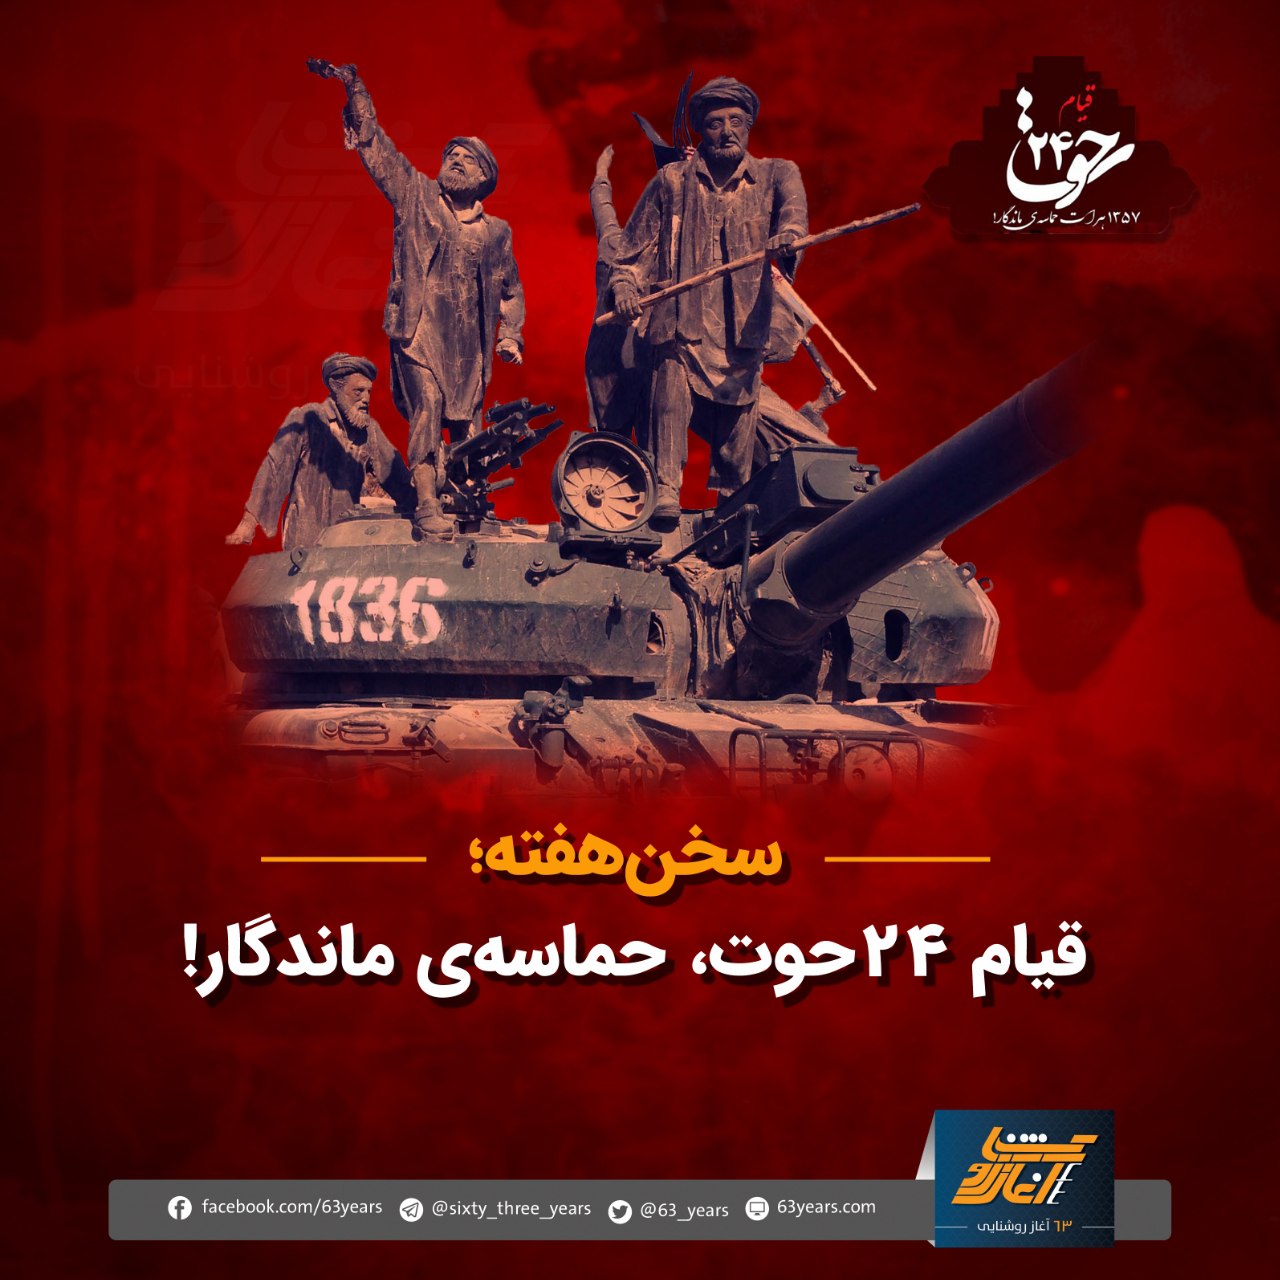 قیام
۲۴ حوت
۱۳۵۷ هرات حماسه‌ی ماندگار!
1836
سخن‌هفته؛
قیام ۲۴حوت، حماسه‌ی ماندگار!
۶۳ آغاز روشنایی
facebook.com/63years
@sixty_three_years
@63_years
63years.com